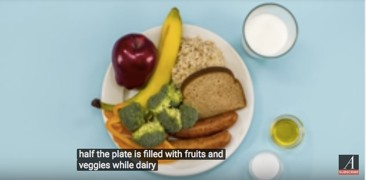 half the plate is filled with fruits and
veggies while dairy
A